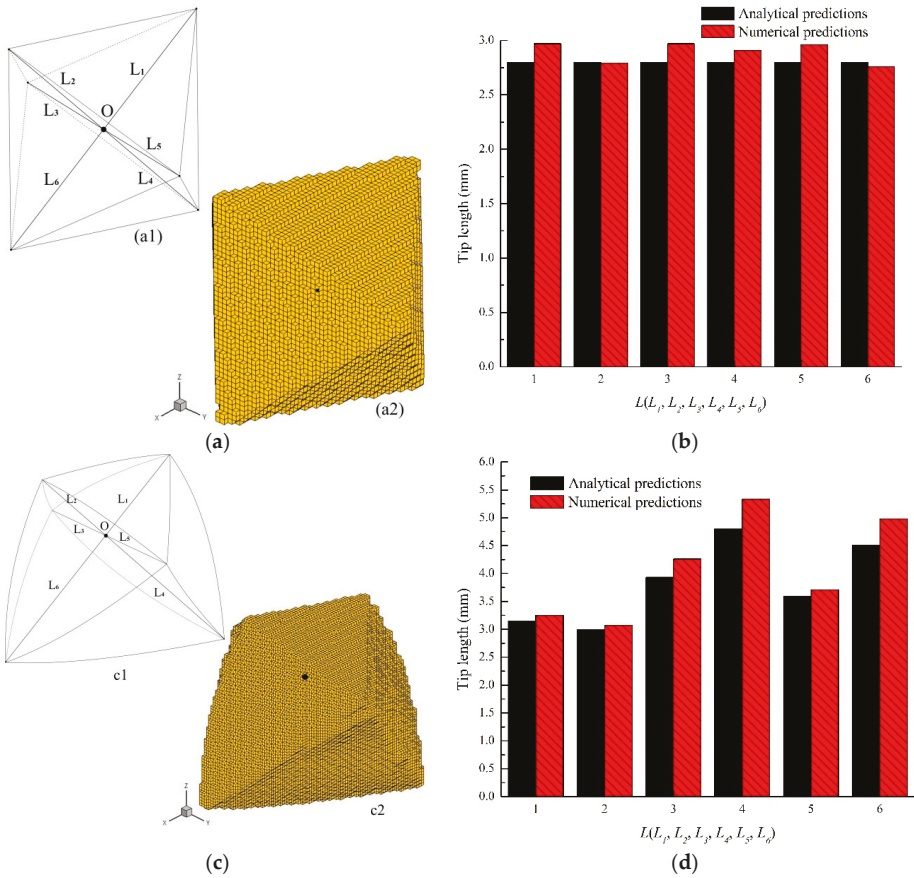 L₁
L₂
L₃
O
L₅
L₆
L₄
(a1)
Z
X
Y
(a2)
(a)
Analytical predictions
Numerical predictions
Tip length (mm)
3.0
2.5
2.0
1.5
1.0
0.5
0.0
1 2 3 4 5 6
L(L₁, L₂, L₃, L₄, L₅, L₆)
(b)
L₂
L₁
L₃
O
L₅
L₆
L₄
c1
Z
X
Y
c2
(c)
Analytical predictions
Numerical predictions
Tip length (mm)
6.0
5.5
5.0
4.5
4.0
3.5
3.0
2.5
2.0
1.5
1.0
0.5
0.0
1 2 3 4 5 6
L(L₁, L₂, L₃, L₄, L₅, L₆)
(d)